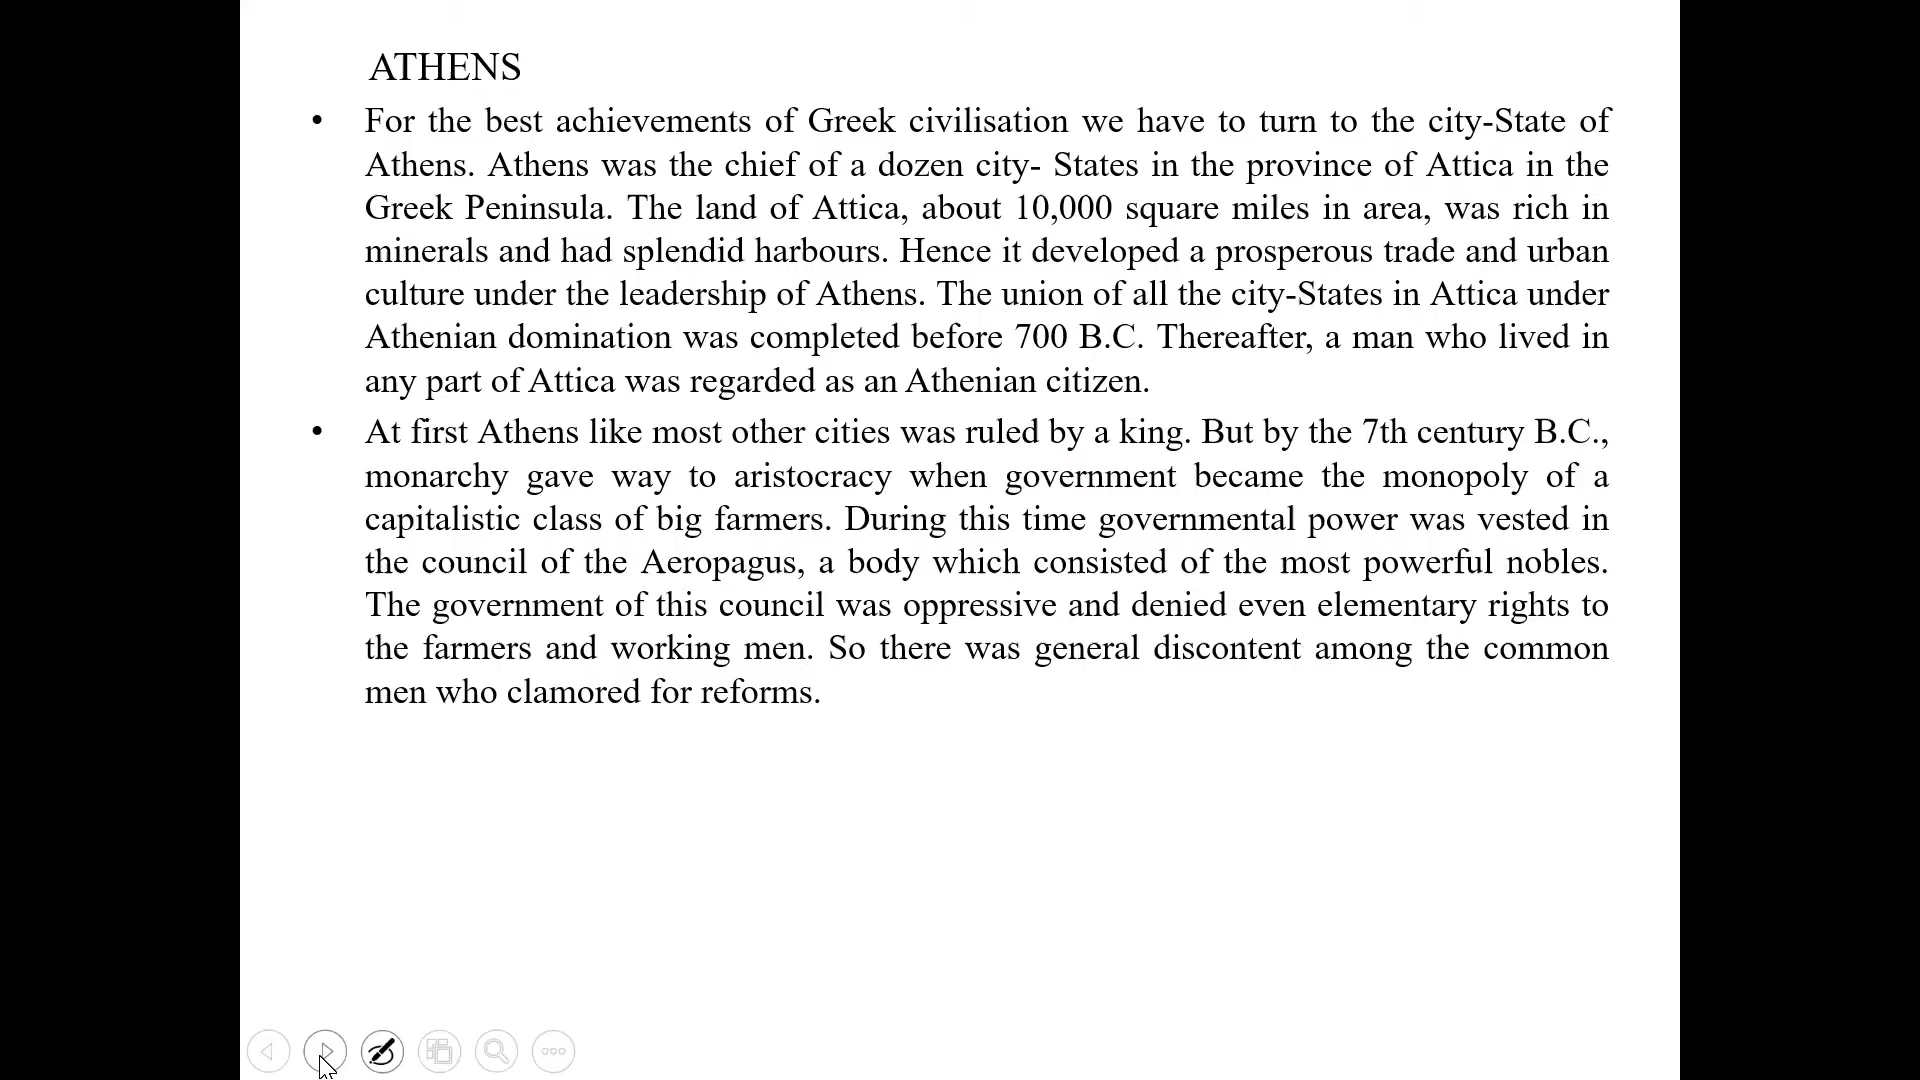 ATHENS
• For the best achievements of Greek civilisation we have to turn to the city-State of
Athens. Athens was the chief of a dozen city- States in the province of Attica in the
Greek Peninsula. The land of Attica, about 10,000 square miles in area, was rich in
minerals and had splendid harbours. Hence it developed a prosperous trade and urban
culture under the leadership of Athens. The union of all the city-States in Attica under
Athenian domination was completed before 700 B.C. Thereafter, a man who lived in
any part of Attica was regarded as an Athenian citizen.
• At first Athens like most other cities was ruled by a king. But by the 7th century B.C.,
monarchy gave way to aristocracy when government became the monopoly of a
capitalistic class of big farmers. During this time governmental power was vested in
the council of the Aeropagus, a body which consisted of the most powerful nobles.
The government of this council was oppressive and denied even elementary rights to
the farmers and working men. So there was general discontent among the common
men who clamored for reforms.